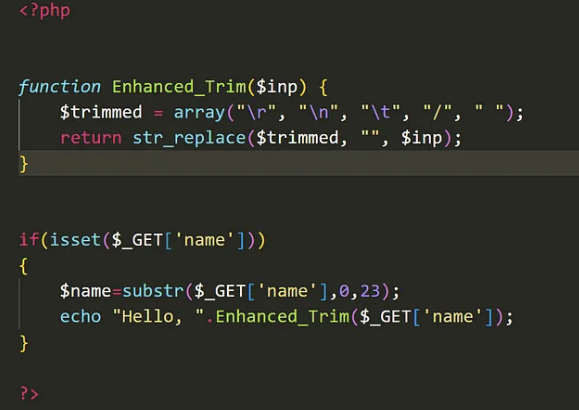 <?php
function Enhanced_Trim($inp) {
$trimmed = array("\r", "\n", "\t", "/", " ");
return str_replace($trimmed, "", $inp);
}
if(isset($_GET['name']))
{
$name=substr($_GET['name'],0,23);
echo "Hello, ".Enhanced_Trim($_GET['name']);
}
?>